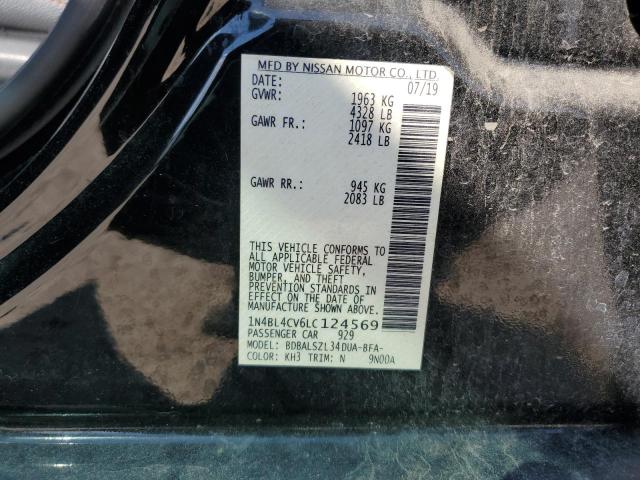 MFD BY NISSAN MOTOR CO., LTD.
DATE: 07/19
GVWR: 1963 KG
4328 LB
GAWR FR.: 1097 KG
2418 LB
GAWR RR.: 945 KG
2083 LB
THIS VEHICLE CONFORMS TO
ALL APPLICABLE FEDERAL
MOTOR VEHICLE SAFETY,
BUMPER, AND THEFT
PREVENTION STANDARDS IN
EFFECT ON THE DATE OF
MANUFACTURE SHOWN ABOVE.
1N4BL4CV6LC124569
PASSENGER CAR 929
MODEL: BDBALSZL34DUA-BFA-
COLOR: KH3 TRIM: N 9N00A